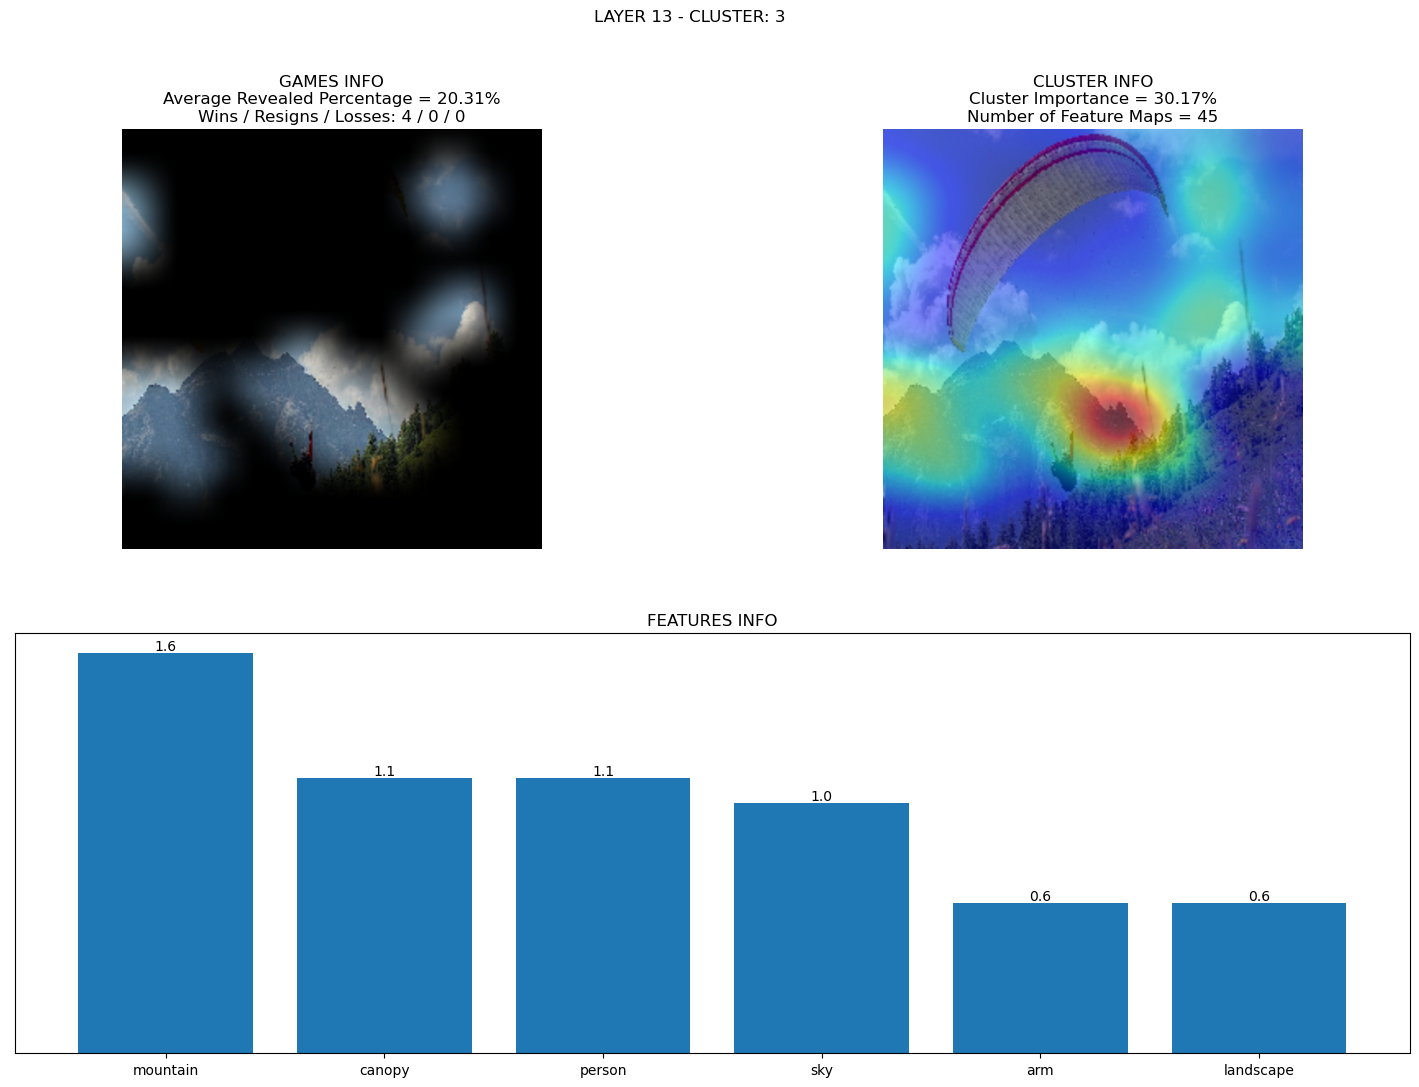 LAYER 13 - CLUSTER: 3
GAMES INFO
Average Revealed Percentage = 20.31%
Wins / Resigns / Losses: 4 / 0 / 0
CLUSTER INFO
Cluster Importance = 30.17%
Number of Feature Maps = 45
FEATURES INFO
1.6
1.1
1.1
1.0
0.6
0.6
mountain
canopy
person
sky
arm
landscape